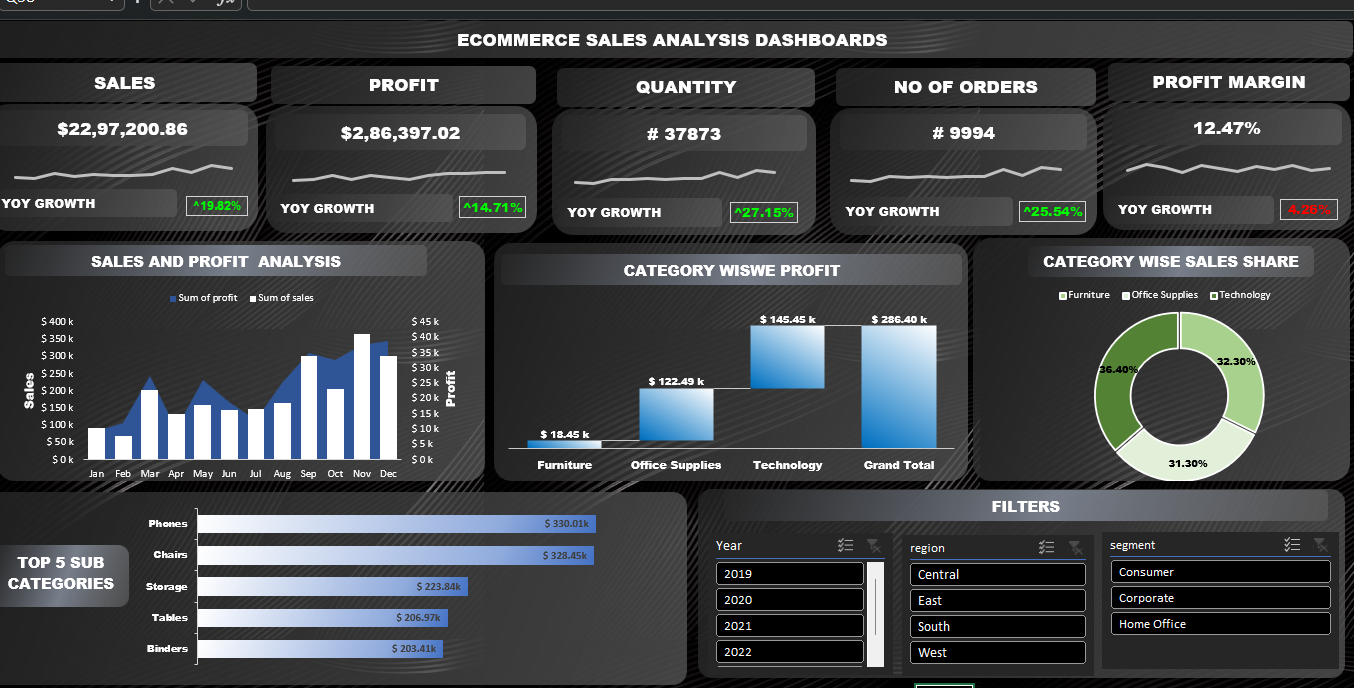 ECOMMERCE SALES ANALYSIS DASHBOARDS
SALES
$22,97,200.86
YOY GROWTH
^19.82%
PROFIT
$2,86,397.02
YOY GROWTH
^14.71%
QUANTITY
# 37873
YOY GROWTH
^27.15%
NO OF ORDERS
# 9994
YOY GROWTH
^25.54%
PROFIT MARGIN
12.47%
YOY GROWTH
4.26%
SALES AND PROFIT ANALYSIS
Sum of profit
Sum of sales
Sales
$ 400 k
$ 350 k
$ 300 k
$ 250 k
$ 200 k
$ 150 k
$ 100 k
$ 50 k
$ 0 k
$ 45 k
$ 40 k
$ 35 k
$ 30 k
$ 25 k
$ 20 k
$ 15 k
$ 10 k
$ 5 k
$ 0 k
Profit
Jan Feb Mar Apr May Jun Jul Aug Sep Oct Nov Dec
CATEGORY WISWE PROFIT
$ 18.45 k
$ 122.49 k
$ 145.45 k
$ 286.40 k
Furniture Office Supplies Technology Grand Total
CATEGORY WISE SALES SHARE
Furniture Office Supplies Technology
36.40%
32.30%
31.30%
TOP 5 SUB
CATEGORIES
Phones $ 330.01k
Chairs $ 328.45k
Storage $ 223.84k
Tables $ 206.97k
Binders $ 203.41k
FILTERS
Year
2019
2020
2021
2022
region
Central
East
South
West
segment
Consumer
Corporate
Home Office